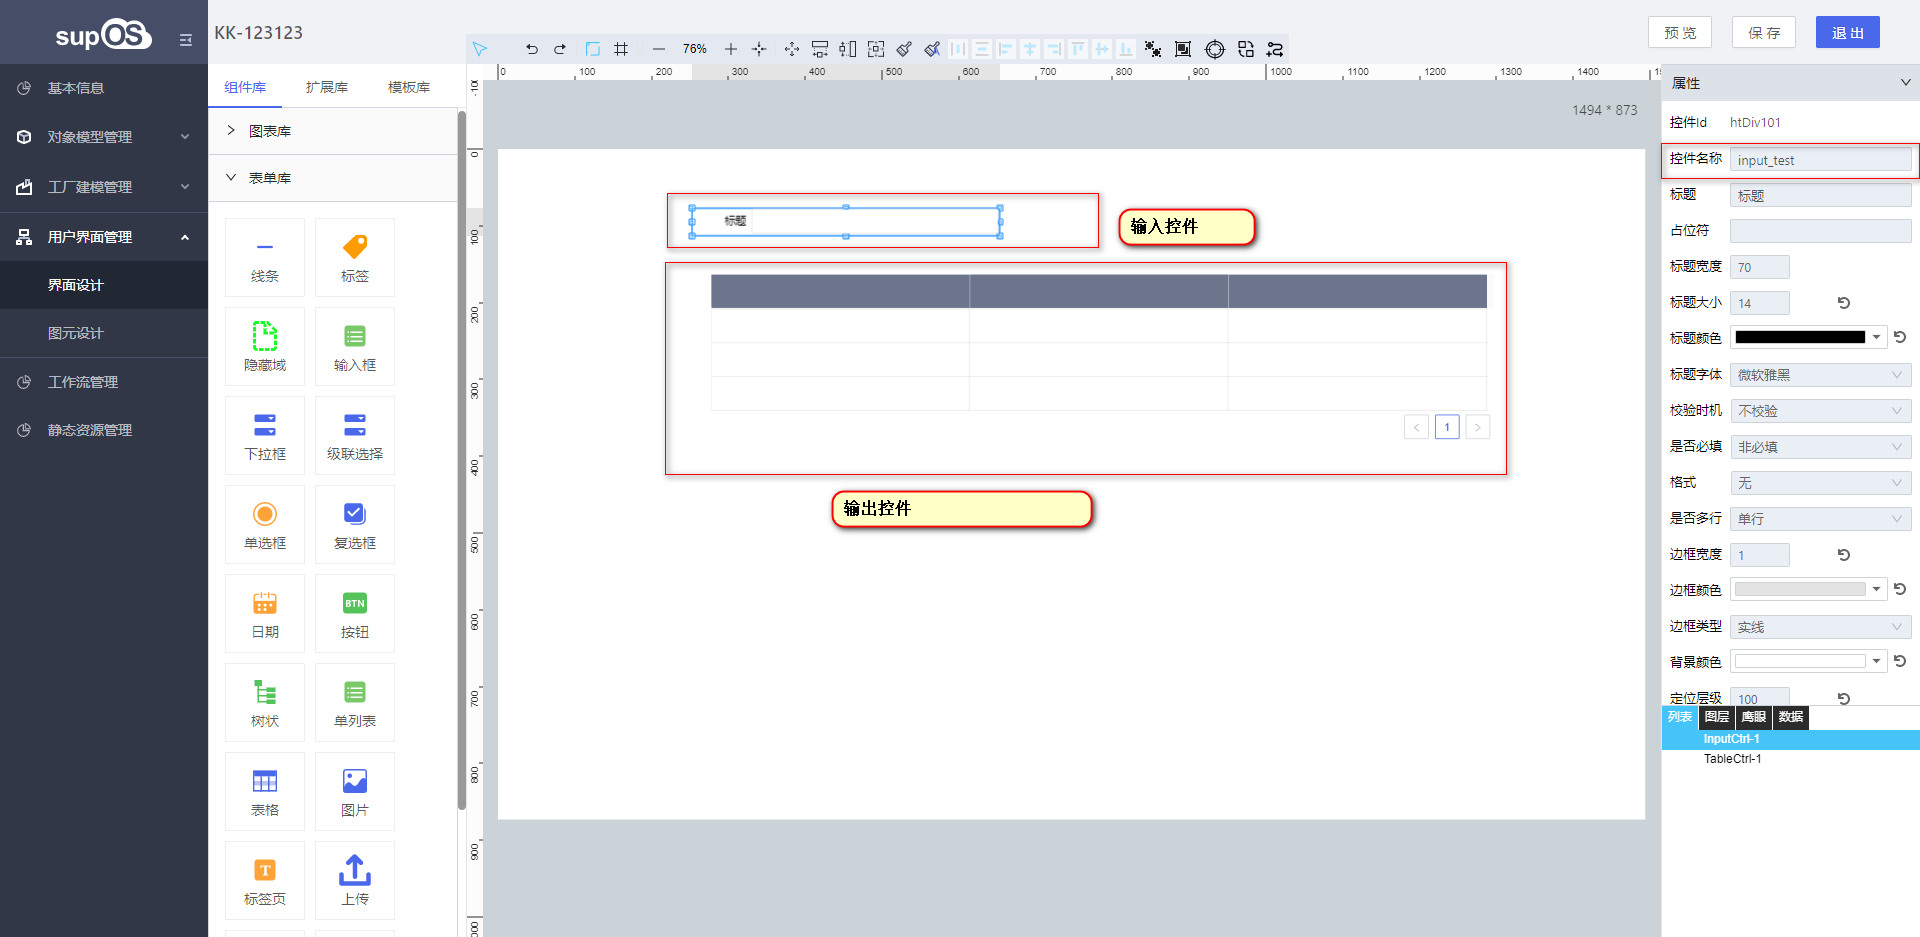 supOS
KK-123123
预 览
保 存
退 出
76%
基本信息
对象模型管理
工厂建模管理
用户界面管理
界面设计
图元设计
工作流管理
静态资源管理
组件库
扩展库
模板库
图表库
表单库
线条
标签
隐藏域
输入框
下拉框
级联选择
单选框
复选框
日期
BTN
按钮
树状
单列表
表格
图片
T
标签页
上传
0
100
200
300
400
500
600
700
800
900
1000
1100
1200
1300
1400
-100
0
100
200
300
400
500
600
700
800
900
1494 * 873
标题
输入控件
< 1 >
输出控件
属性
控件Id htDiv101
控件名称 input_test
标题 标题
占位符
标题宽度 70
标题大小 14
标题颜色
标题字体 微软雅黑
校验时机 不校验
是否必填 非必填
格式 无
是否多行 单行
边框宽度 1
边框颜色
边框类型 实线
背景颜色
定位层级 100
列表 图层 鹰眼 数据
InputCtrl-1
TableCtrl-1